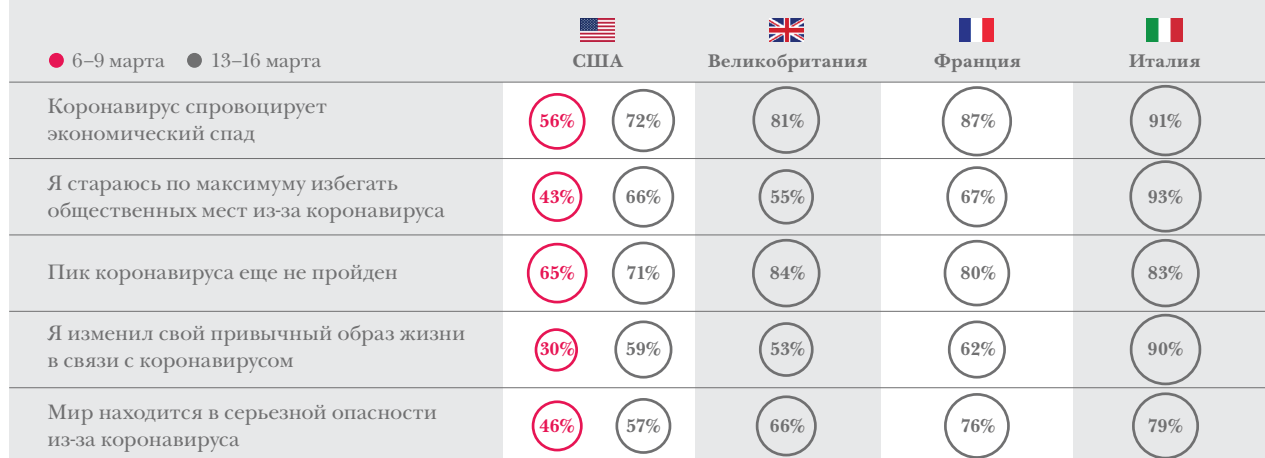 6–9 марта 13–16 марта США Великобритания Франция Италия
Коронавирус спровоцирует
экономический спад
56% 72% 81% 87% 91%
Я стараюсь по максимуму избегать
общественных мест из-за коронавируса
43% 66% 55% 67% 93%
Пик коронавируса еще не пройден
65% 71% 84% 80% 83%
Я изменил свой привычный образ жизни
в связи с коронавирусом
30% 59% 53% 62% 90%
Мир находится в серьезной опасности
из-за коронавируса
46% 57% 66% 76% 79%